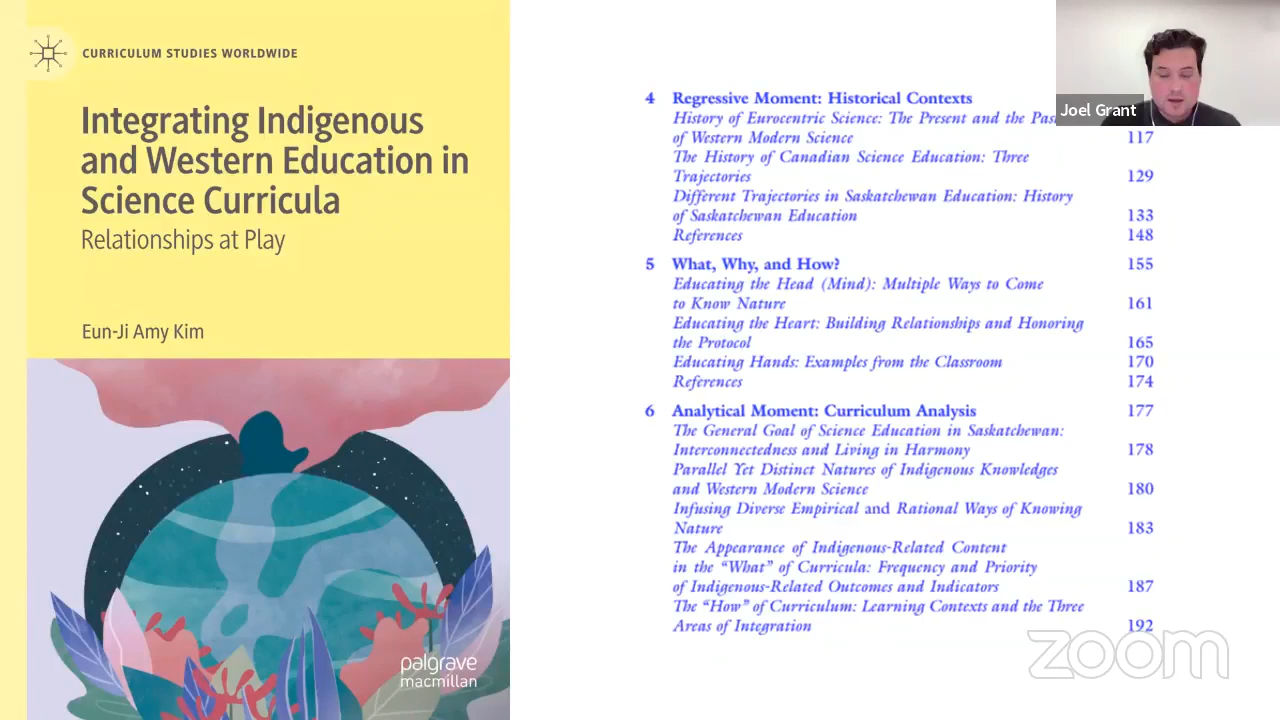 CURRICULUM STUDIES WORLDWIDE
Integrating Indigenous
and Western Education in
Science Curricula
Relationships at Play
Eun-Ji Amy Kim
palgrave
macmillan
4 Regressive Moment: Historical Contexts
History of Eurocentric Science: The Present and the Pas
of Western Modern Science 117
The History of Canadian Science Education: Three
Trajectories 129
Different Trajectories in Saskatchewan Education: History
of Saskatchewan Education 133
References 148
5 What, Why, and How? 155
Educating the Head (Mind): Multiple Ways to Come
to Know Nature 161
Educating the Heart: Building Relationships and Honoring
the Protocol 165
Educating Hands: Examples from the Classroom 170
References 174
6 Analytical Moment: Curriculum Analysis 177
The General Goal of Science Education in Saskatchewan:
Interconnectedness and Living in Harmony 178
Parallel Yet Distinct Natures of Indigenous Knowledges
and Western Modern Science 180
Infusing Diverse Empirical and Rational Ways of Knowing
Nature 183
The Appearance of Indigenous-Related Content
in the “What” of Curricula: Frequency and Priority
of Indigenous-Related Outcomes and Indicators 187
The “How” of Curriculum: Learning Contexts and the Three
Areas of Integration 192
Joel Grant
zoom